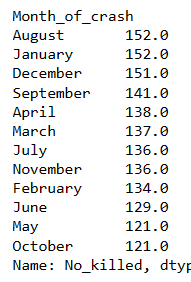 Month_of_crash
August 152.0
January 152.0
December 151.0
September 141.0
April 138.0
March 137.0
July 136.0
November 136.0
February 134.0
June 129.0
May 121.0
October 121.0
Name: No_killed, dtyp